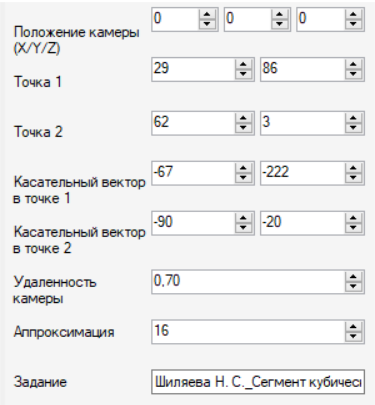 Положение камеры (X/Y/Z) 0 0 0
Точка 1 29 86
Точка 2 62 3
Касательный вектор в точке 1 -67 -222
Касательный вектор в точке 2 -90 -20
Удаленность камеры 0,70
Аппроксимация 16
Задание Шиляева Н. С._Сегмент